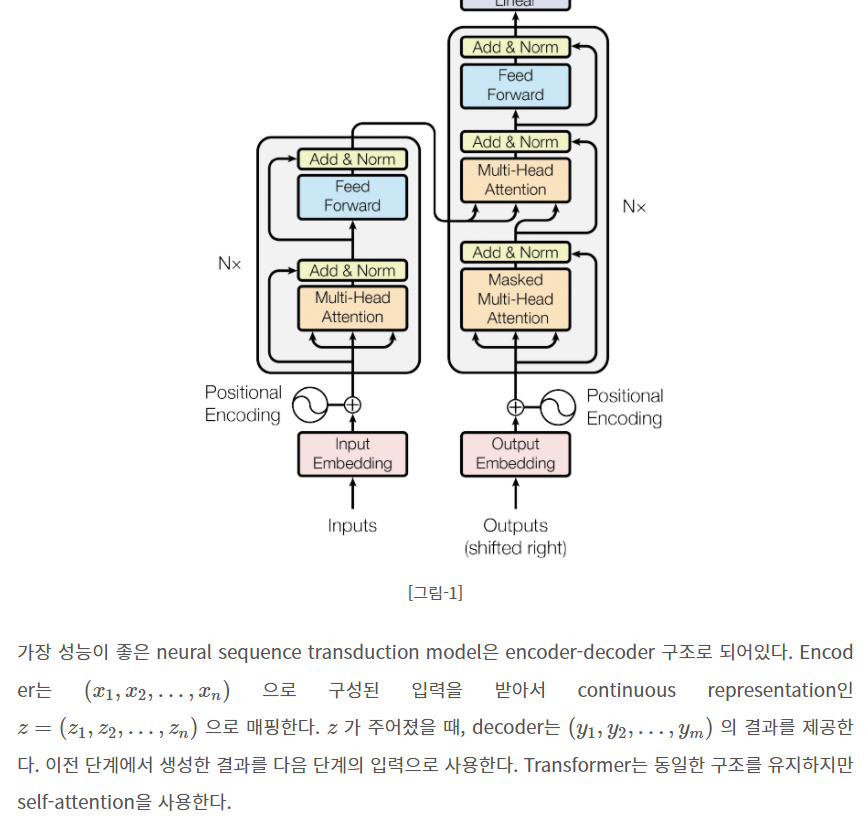 Linear
Add & Norm
Feed
Forward
Add & Norm
Multi-Head
Attention
Add & Norm
Masked
Multi-Head
Attention
Nx
Add & Norm
Feed
Forward
Nx
Add & Norm
Multi-Head
Attention
Positional
Encoding
Positional
Encoding
Input
Embedding
Output
Embedding
Inputs
Outputs
(shifted right)
[그림-1]
가장 성능이 좋은 neural sequence transduction model은 encoder-decoder 구조로 되어있다. Encod
er는 (x₁, x₂, . . . , xₙ) 으로 구성된 입력을 받아서 continuous representation인
z = (z₁, z₂, . . . , zₙ) 으로 매핑한다. z 가 주어졌을 때, decoder는 (y₁, y₂, . . . , yₘ) 의 결과를 제공한
다. 이전 단계에서 생성한 결과를 다음 단계의 입력으로 사용한다. Transformer는 동일한 구조를 유지하지만
self-attention을 사용한다.